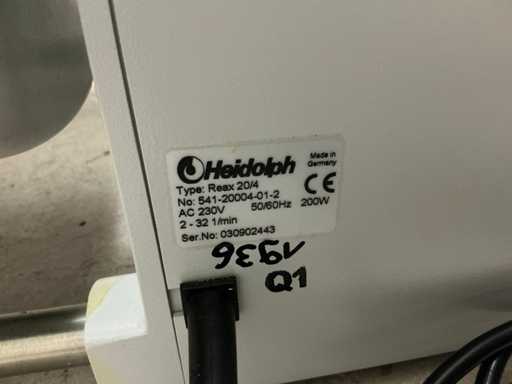 Heidolph
Made in
Germany
Type: Reax 20/4
No: 541-20004-01-2
CE
AC 230V 50/60Hz 200W
2 - 32 1/min
Ser.No: 030902443
Q1